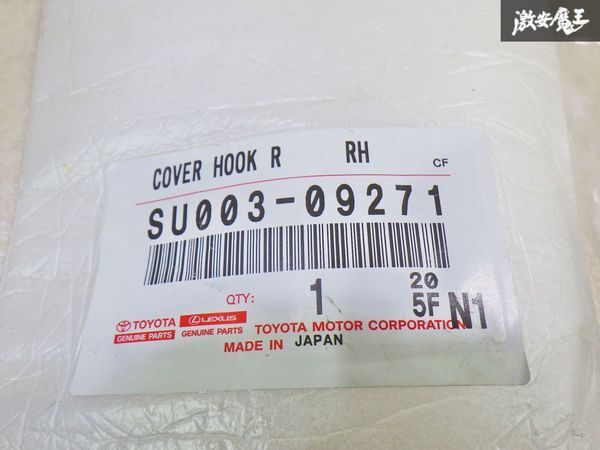 激安魔王
COVER HOOK R RH CF
SU003-09271
QTY: 1 20
5F N1
TOYOTA LEXUS
GENUINE PARTS GENUINE PARTS TOYOTA MOTOR CORPORATION
MADE IN JAPAN